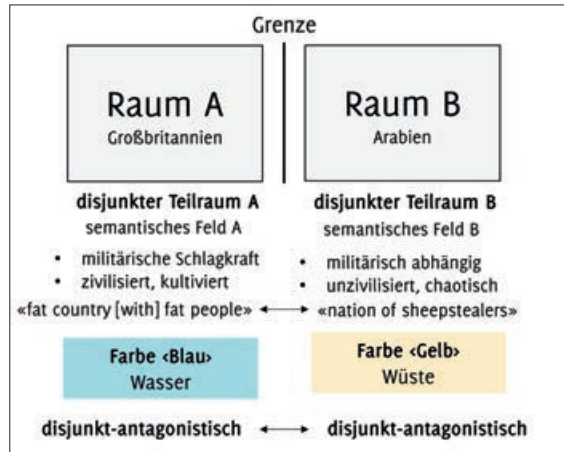 Grenze
Raum A
Großbritannien
Raum B
Arabien
disjunkter Teilraum A
semantisches Feld A
• militärische Schlagkraft
• zivilisiert, kultiviert
«fat country [with] fat people»
disjunkter Teilraum B
semantisches Feld B
• militärisch abhängig
• unzivilisiert, chaotisch
«nation of sheepstealers»
Farbe ‹Blau›
Wasser
Farbe ‹Gelb›
Wüste
disjunkt-antagonistisch
disjunkt-antagonistisch